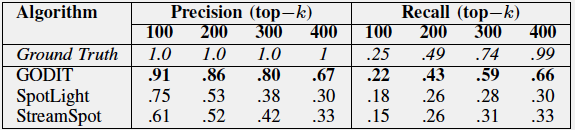 Algorithm Precision (top−k) Recall (top−k)
100 200 300 400 100 200 300 400
Ground Truth 1.0 1.0 1.0 1 .25 .49 .74 .99
GODIT .91 .86 .80 .67 .22 .43 .59 .66
SpotLight .75 .53 .38 .30 .18 .26 .28 .30
StreamSpot .61 .52 .42 .33 .15 .26 .31 .33